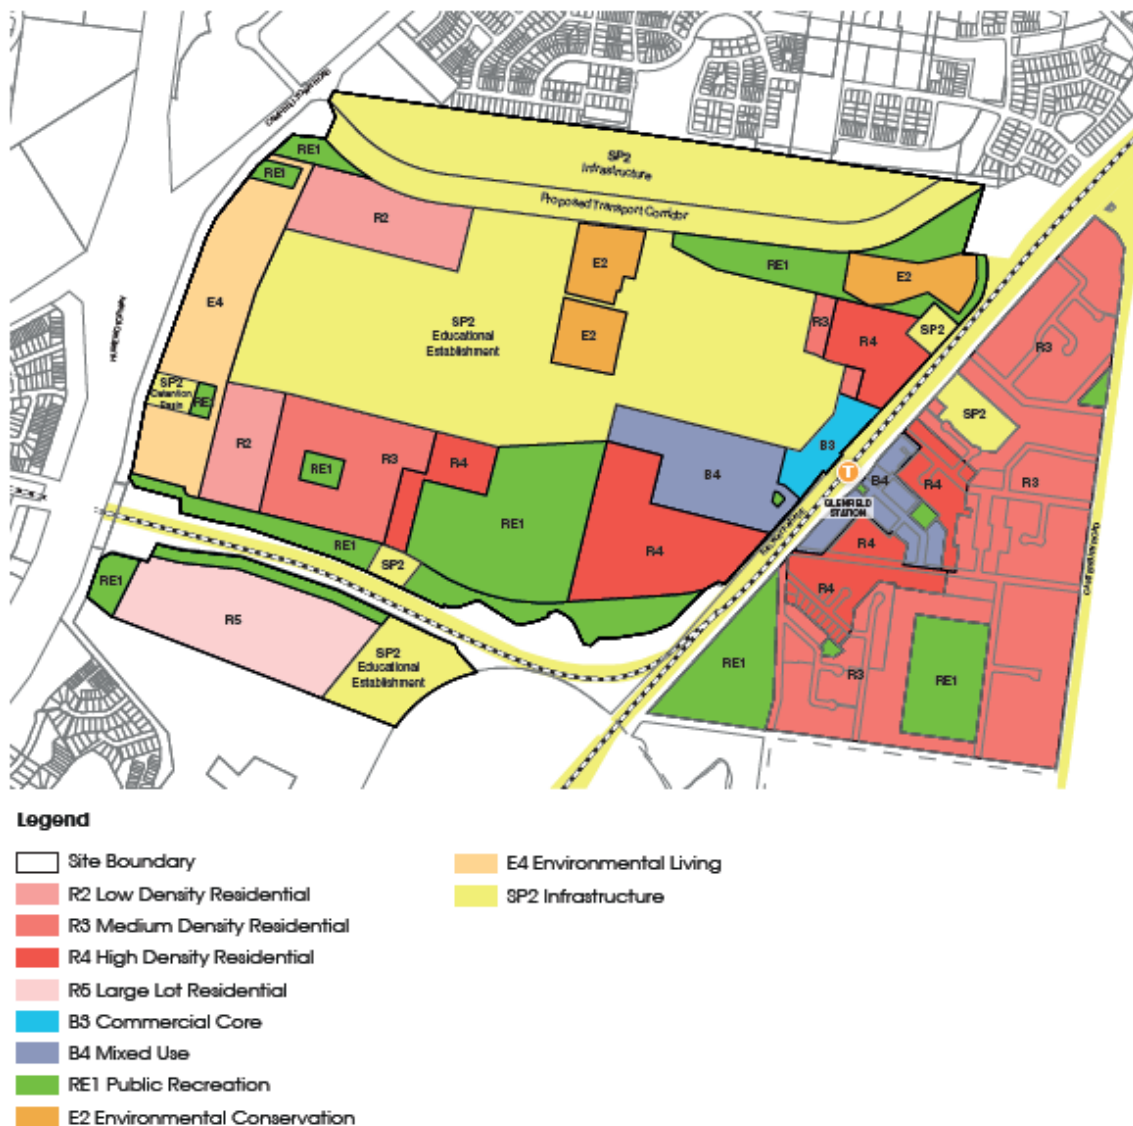 RE1
SP2
Infrastructure
RE1
Proposed Transport Corridor
R2
E2
RE1
E2
E4
SP2
Educational
Establishment
E2
R3
R4
SP2
R3
SP2
Detention
Basin
RE1
SP2
R2
R3
R4
B3
RE1
B4
T
B4
R4
R3
GLENFIELD
STATION
RE1
R4
R4
RE1
SP2
RE1
R4
R5
SP2
Educational
Establishment
RE1
R3
RE1
Legend
Site Boundary
R2 Low Density Residential
R3 Medium Density Residential
R4 High Density Residential
R5 Large Lot Residential
B3 Commercial Core
B4 Mixed Use
RE1 Public Recreation
E2 Environmental Conservation
E4 Environmental Living
SP2 Infrastructure